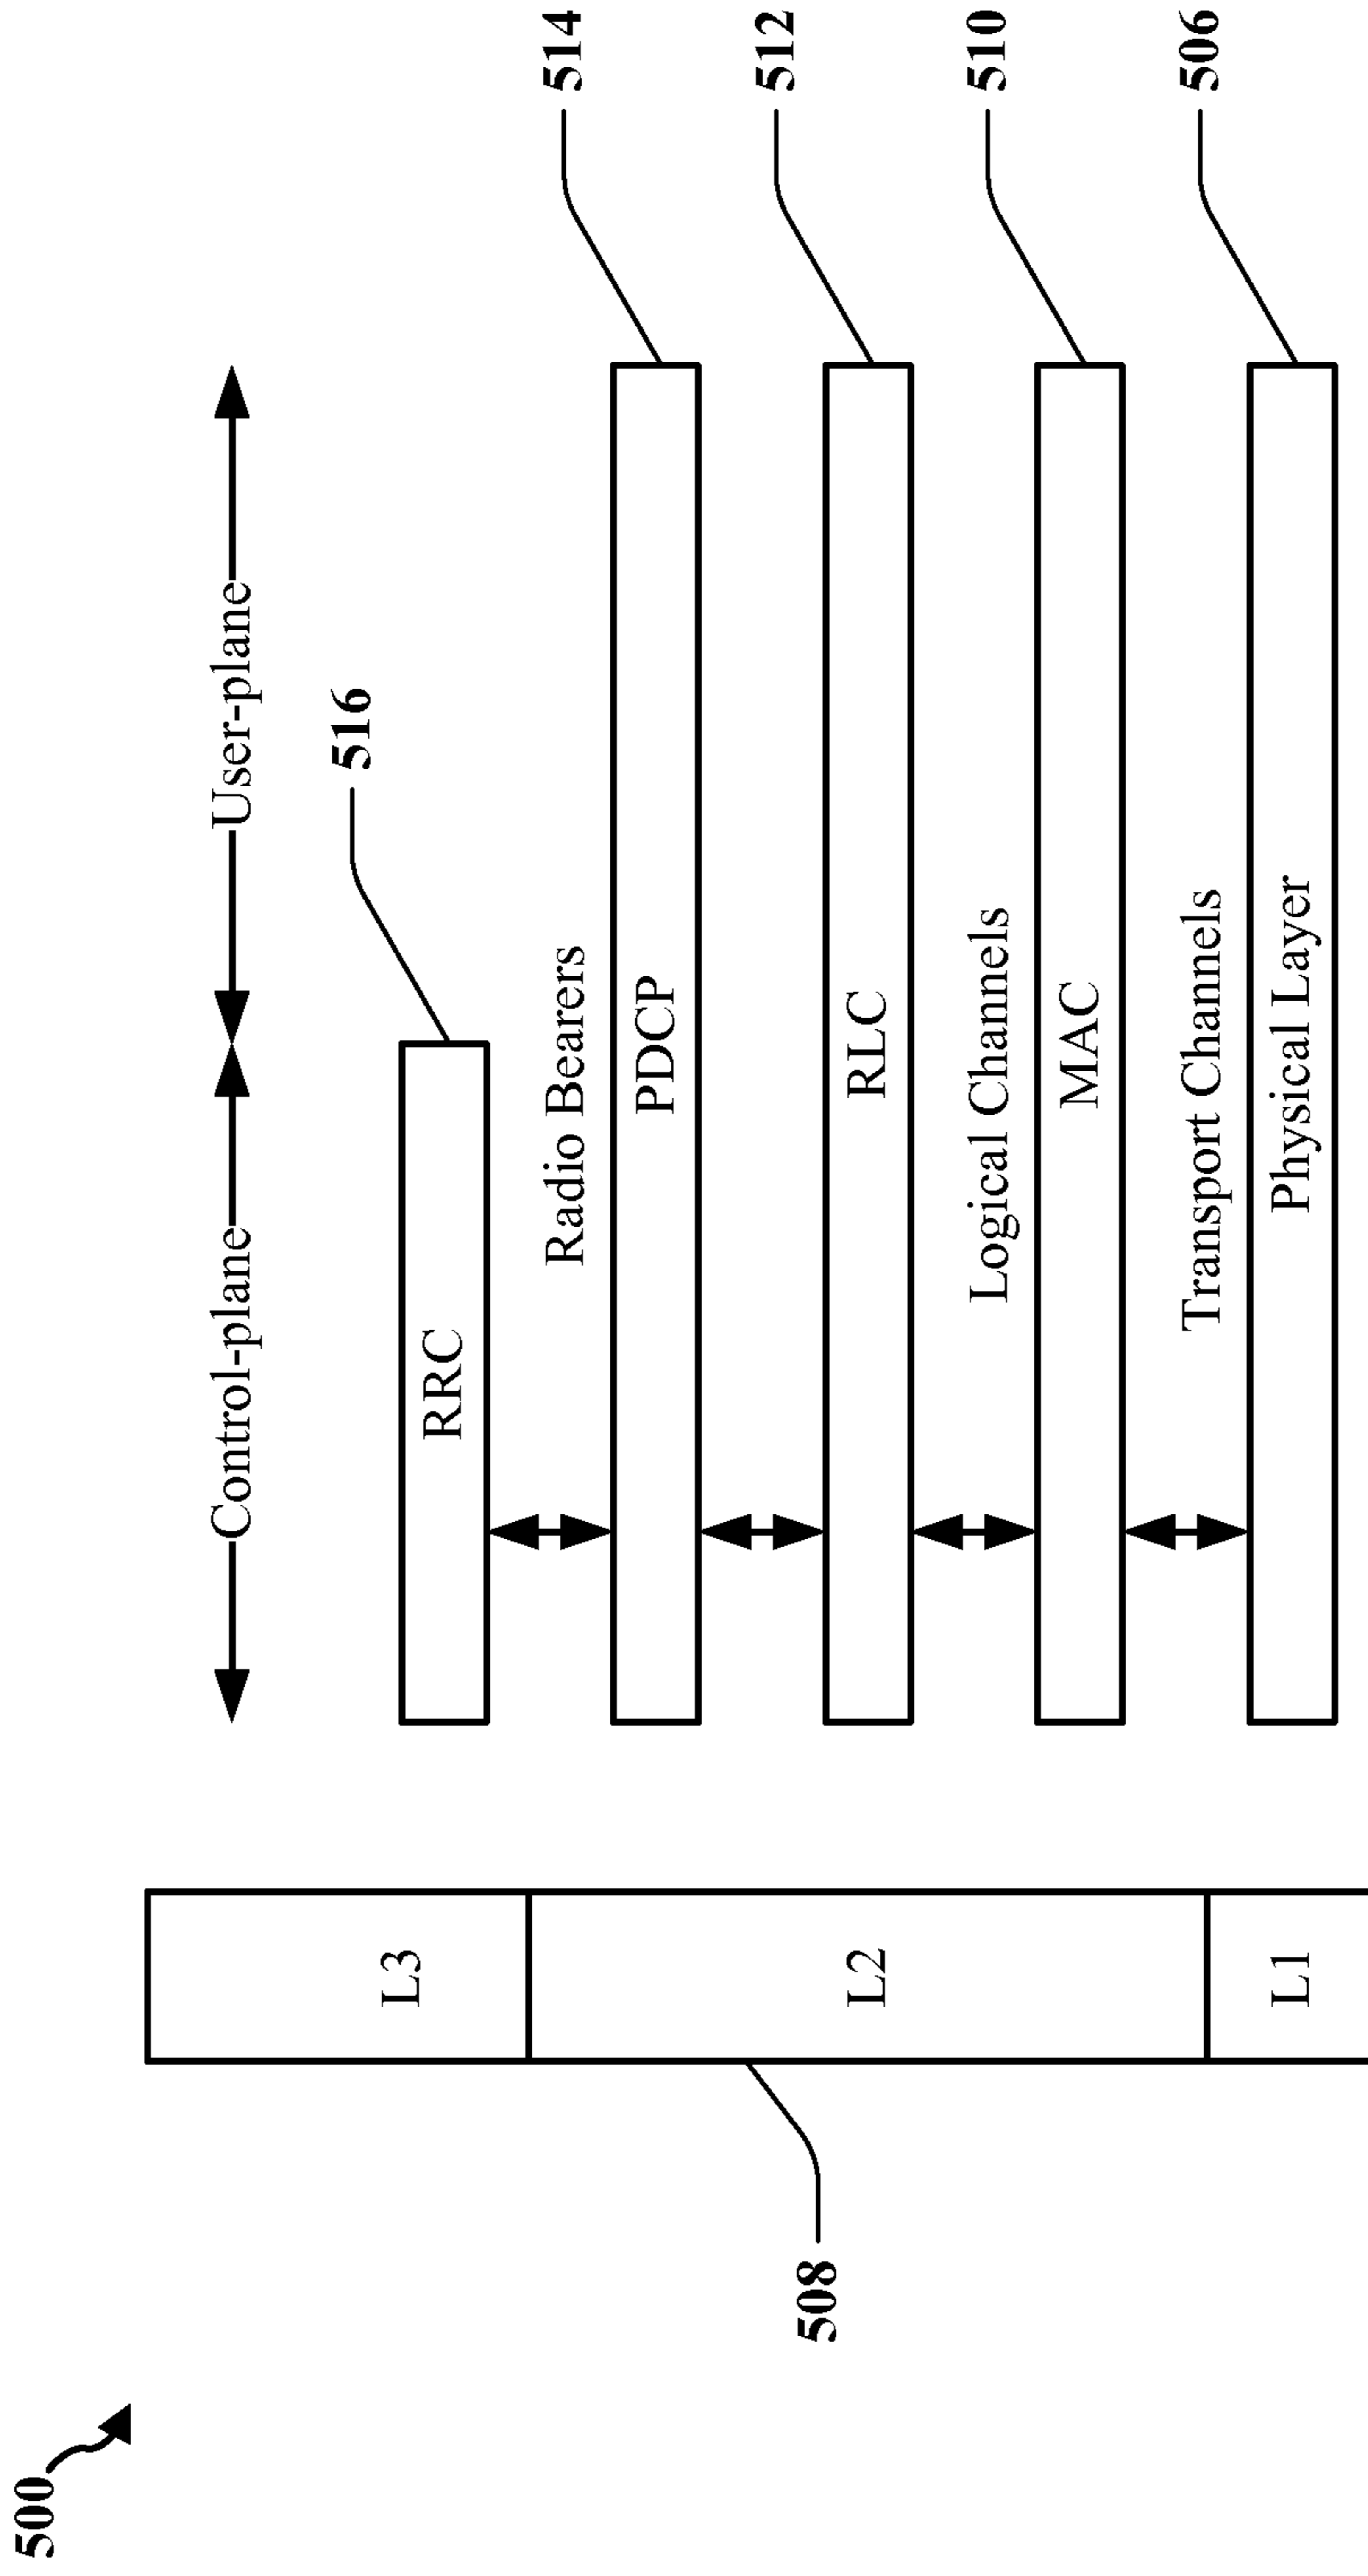 500
Control-plane
User-plane
516
L3
RRC
Radio Bearers
514
PDCP
508
L2
RLC
512
Logical Channels
510
MAC
Transport Channels
506
L1
Physical Layer